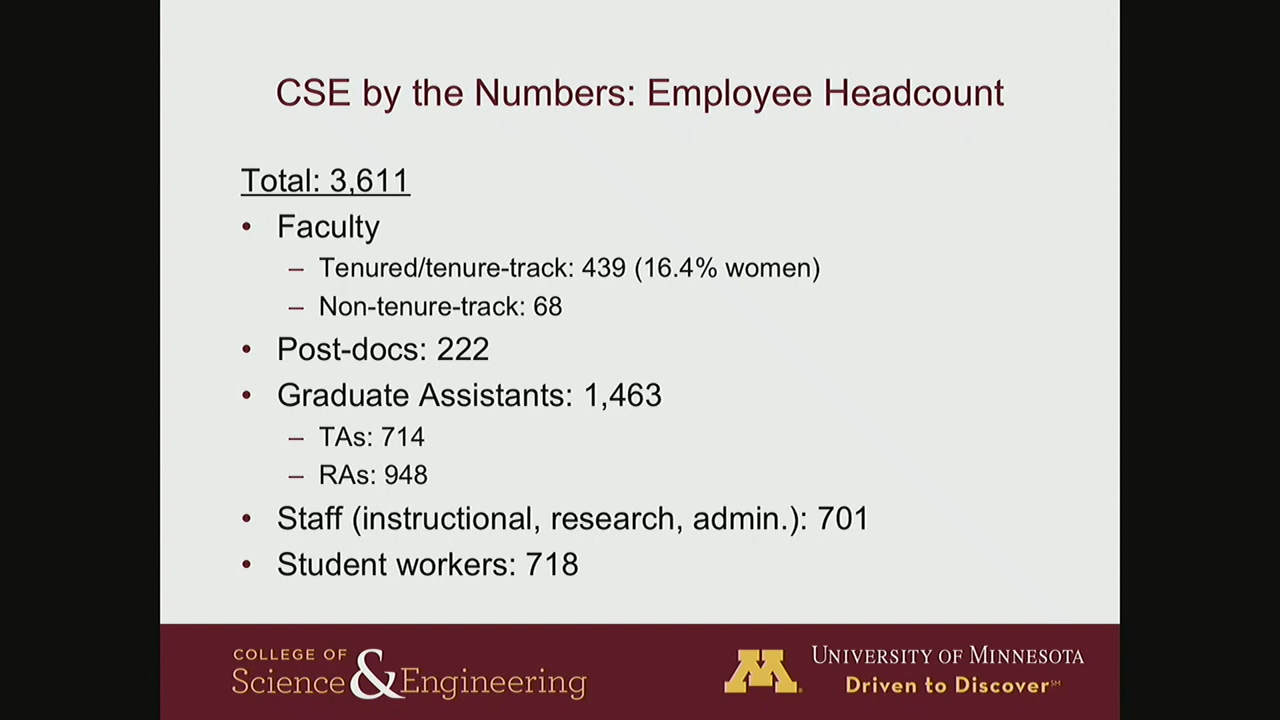 CSE by the Numbers: Employee Headcount
Total: 3,611
• Faculty
– Tenured/tenure-track: 439 (16.4% women)
– Non-tenure-track: 68
• Post-docs: 222
• Graduate Assistants: 1,463
– TAs: 714
– RAs: 948
• Staff (instructional, research, admin.): 701
• Student workers: 718
COLLEGE OF
Science & Engineering
M
UNIVERSITY OF MINNESOTA
Driven to Discover℠